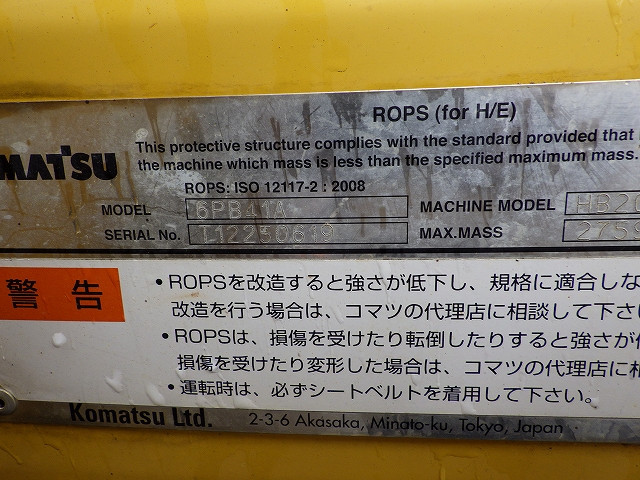 ROPS (for H/E)
This protective structure complies with the standard provided that
the machine which mass is less than the specified maximum mass.
OMATSU
ROPS: ISO 12117-2 : 2008
MODEL 6PB41A MACHINE MODEL HB20
SERIAL No. 112250619 MAX.MASS 2759
警告
・ROPSを改造すると強さが低下し、規格に適合しな
改造を行う場合は、コマツの代理店に相談して下さい
・ROPSは、損傷を受けたり転倒したりすると強さが低
損傷を受けたり変形した場合は、コマツの代理店に相
・運転時は、必ずシートベルトを着用して下さい。
Komatsu Ltd. 2-3-6 Akasaka, Minato-ku, Tokyo, Japan